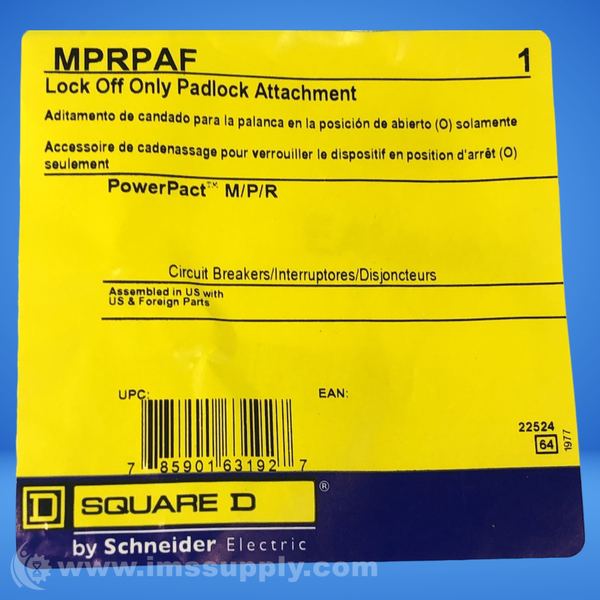 MPRPAF 1
Lock Off Only Padlock Attachment
Aditamento de candado para la palanca en la posición de abierto (O) solamente
Accessoire de cadenassage pour verrouiller le dispositif en position d'arrêt (O)
seulement
PowerPact™ M/P/R
Circuit Breakers/Interruptores/Disjoncteurs
Assembled in US with
US & Foreign Parts
UPC: EAN:
7 85901 63192 7
22524
64
1977
D SQUARE D ®
by Schneider Electric
www.imssupply.com